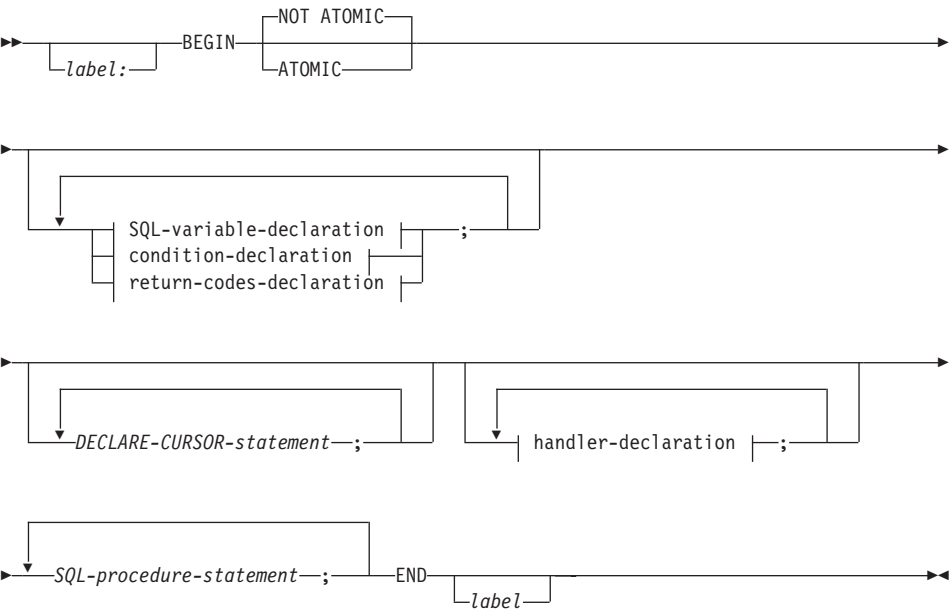 NOT ATOMIC
label: BEGIN
ATOMIC
SQL-variable-declaration ;
condition-declaration
return-codes-declaration
DECLARE-CURSOR-statement ; handler-declaration ;
SQL-procedure-statement ; END
label